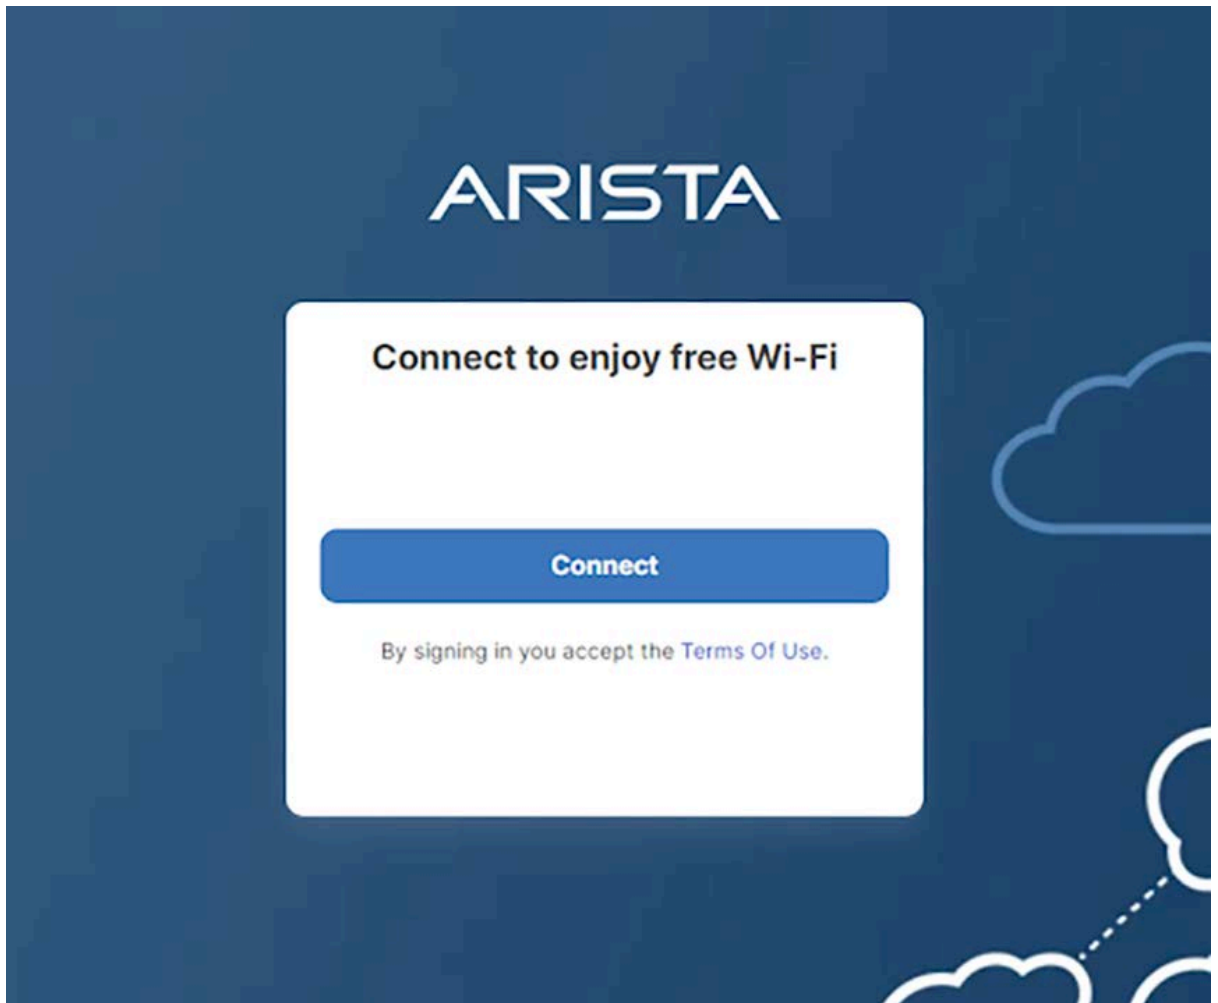 ARISTA
Connect to enjoy free Wi-Fi
Connect
By signing in you accept the Terms Of Use.